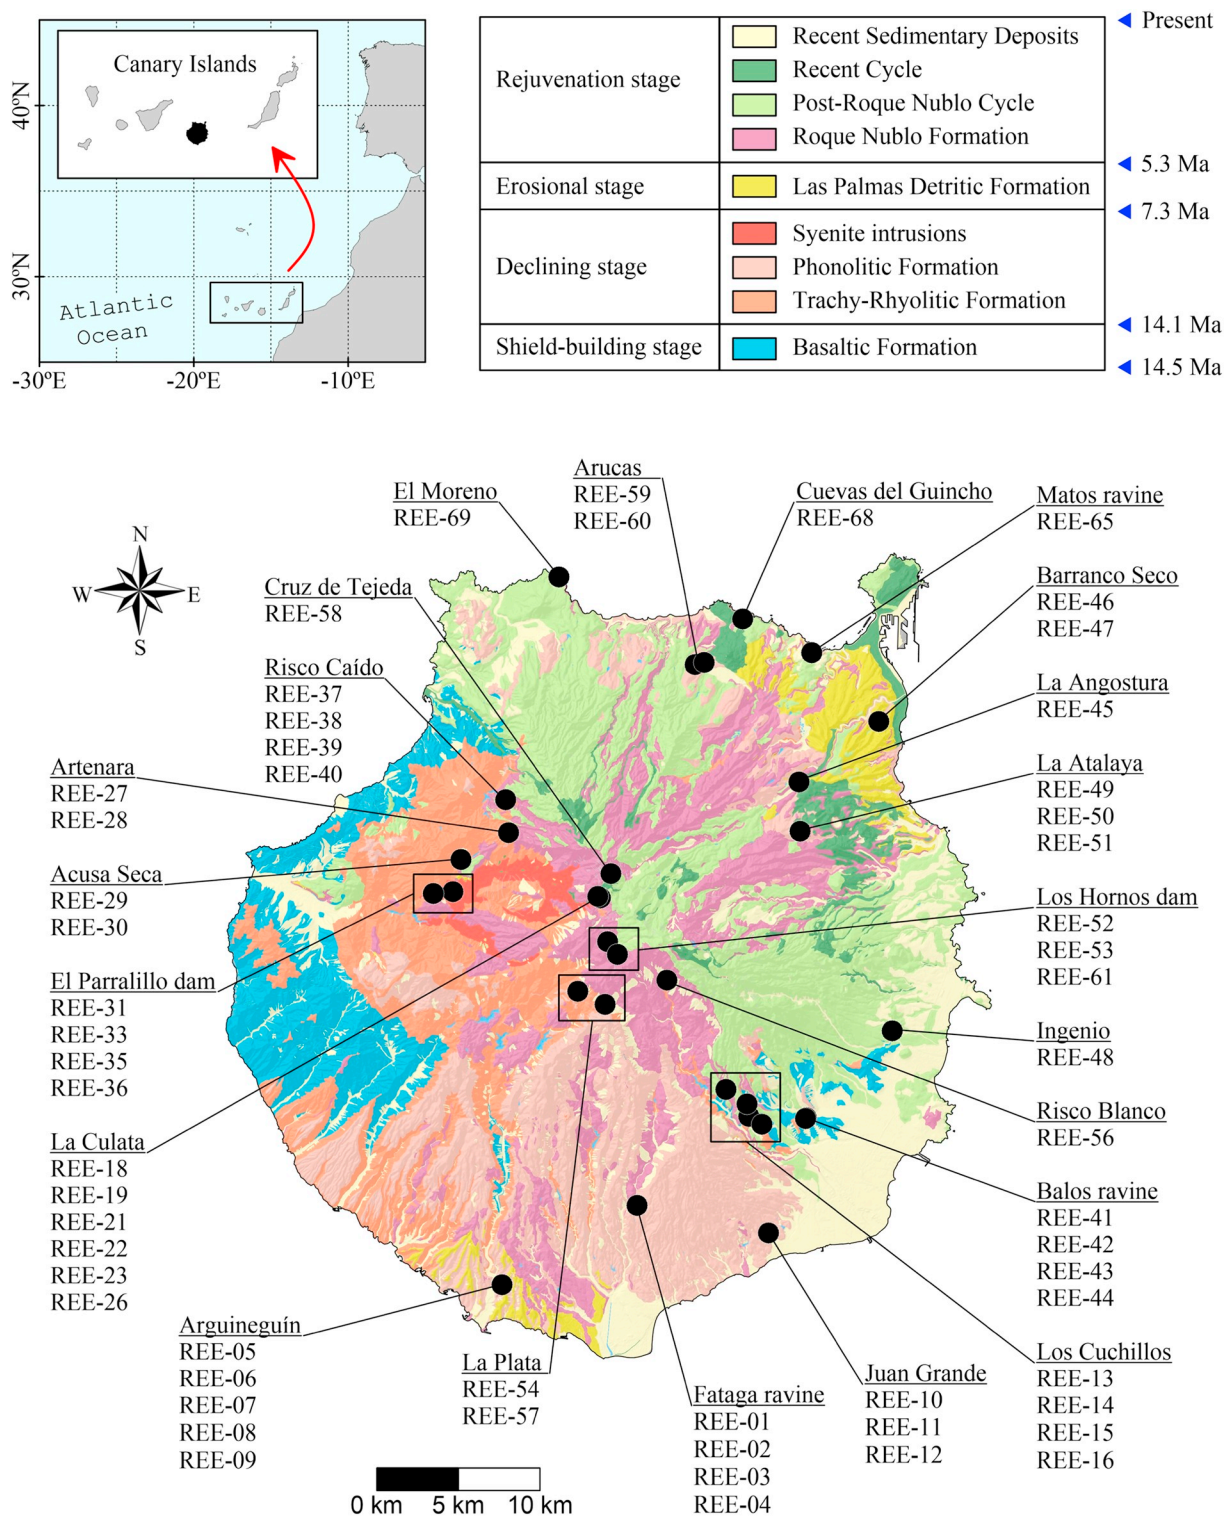 Canary Islands
40ºN
30ºN
Atlantic
Ocean
-30ºE
-20ºE
-10ºE
Rejuvenation stage
Recent Sedimentary Deposits
Recent Cycle
Post-Roque Nublo Cycle
Roque Nublo Formation
Erosional stage
Las Palmas Detritic Formation
Declining stage
Syenite intrusions
Phonolitic Formation
Trachy-Rhyolitic Formation
Shield-building stage
Basaltic Formation
Present
5.3 Ma
7.3 Ma
14.1 Ma
14.5 Ma
N
W
E
S
El Moreno
REE-69
Arucas
REE-59
REE-60
Cuevas del Guincho
REE-68
Matos ravine
REE-65
Cruz de Tejeda
REE-58
Barranco Seco
REE-46
REE-47
Risco Caído
REE-37
REE-38
REE-39
REE-40
La Angostura
REE-45
Artenara
REE-27
REE-28
La Atalaya
REE-49
REE-50
REE-51
Acusa Seca
REE-29
REE-30
Los Hornos dam
REE-52
REE-53
REE-61
El Parralillo dam
REE-31
REE-33
REE-35
REE-36
Ingenio
REE-48
Risco Blanco
REE-56
La Culata
REE-18
REE-19
REE-21
REE-22
REE-23
REE-26
Balos ravine
REE-41
REE-42
REE-43
REE-44
Arguineguín
REE-05
REE-06
REE-07
REE-08
REE-09
La Plata
REE-54
REE-57
Fataga ravine
REE-01
REE-02
REE-03
REE-04
Juan Grande
REE-10
REE-11
REE-12
Los Cuchillos
REE-13
REE-14
REE-15
REE-16
0 km 5 km 10 km